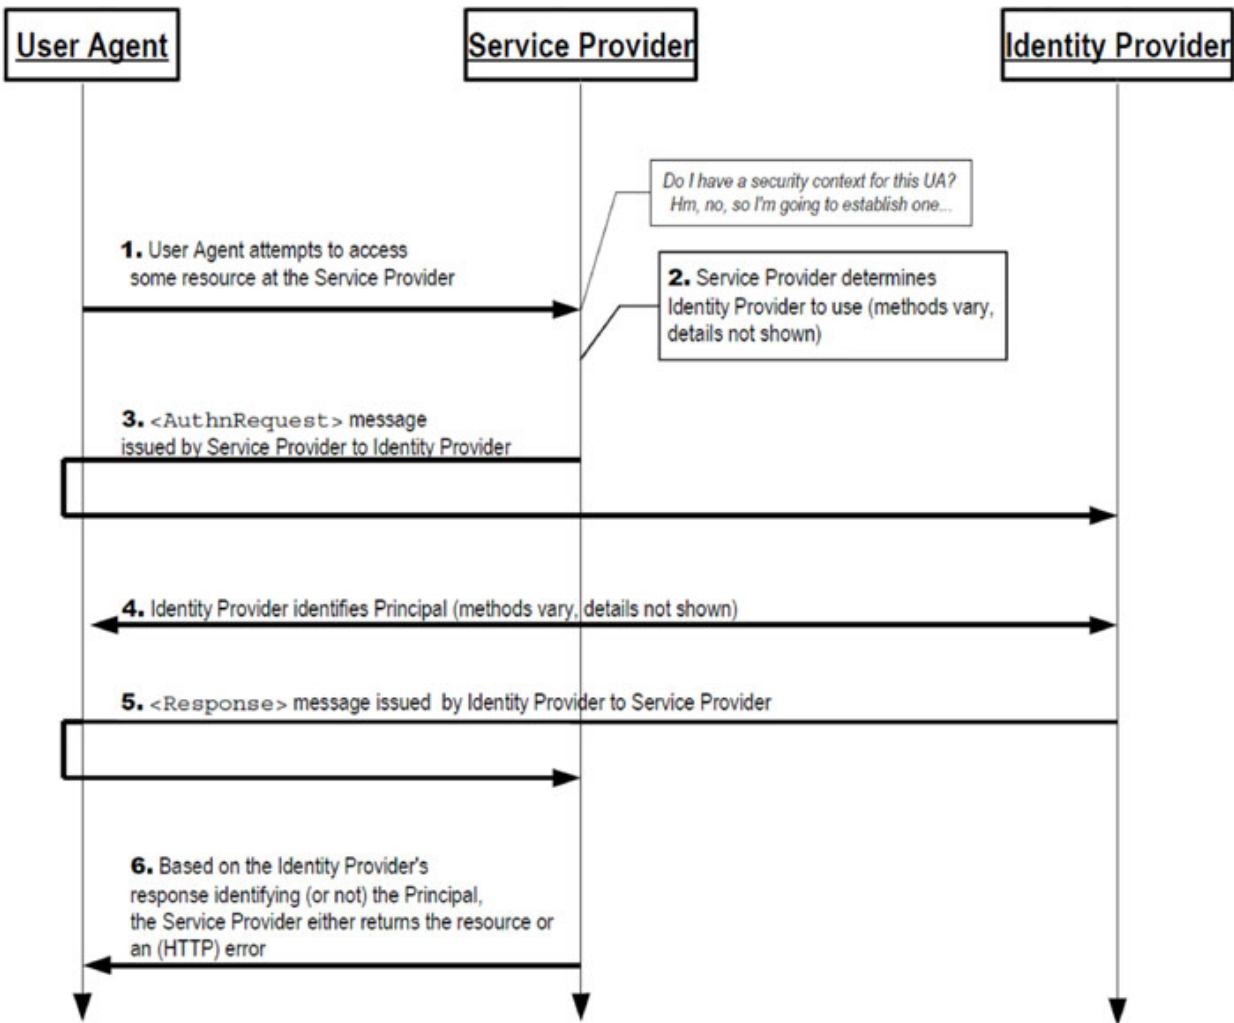 User Agent
Service Provider
Identity Provider
Do I have a security context for this UA?
Hm, no, so I'm going to establish one...
1. User Agent attempts to access
some resource at the Service Provider
2. Service Provider determines
Identity Provider to use (methods vary,
details not shown)
3. <AuthnRequest> message
issued by Service Provider to Identity Provider
4. Identity Provider identifies Principal (methods vary, details not shown)
5. <Response> message issued by Identity Provider to Service Provider
6. Based on the Identity Provider's
response identifying (or not) the Principal,
the Service Provider either returns the resource or
an (HTTP) error